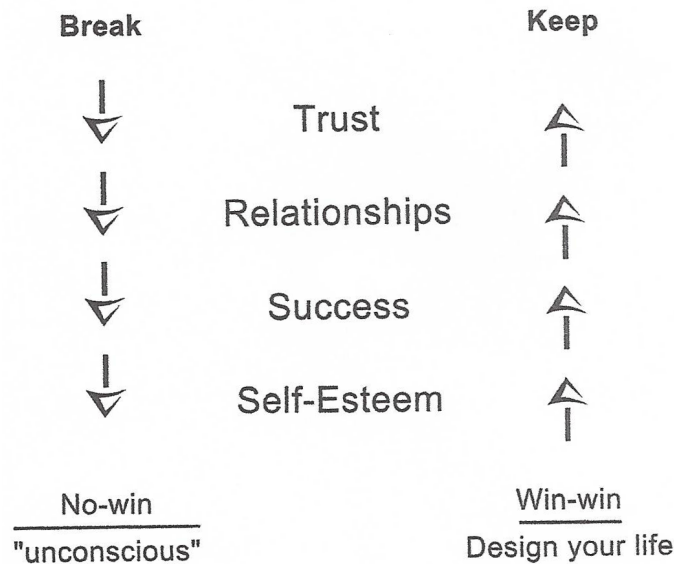 Break Keep
Trust
Relationships
Success
Self-Esteem
No-win Win-win
"unconscious" Design your life